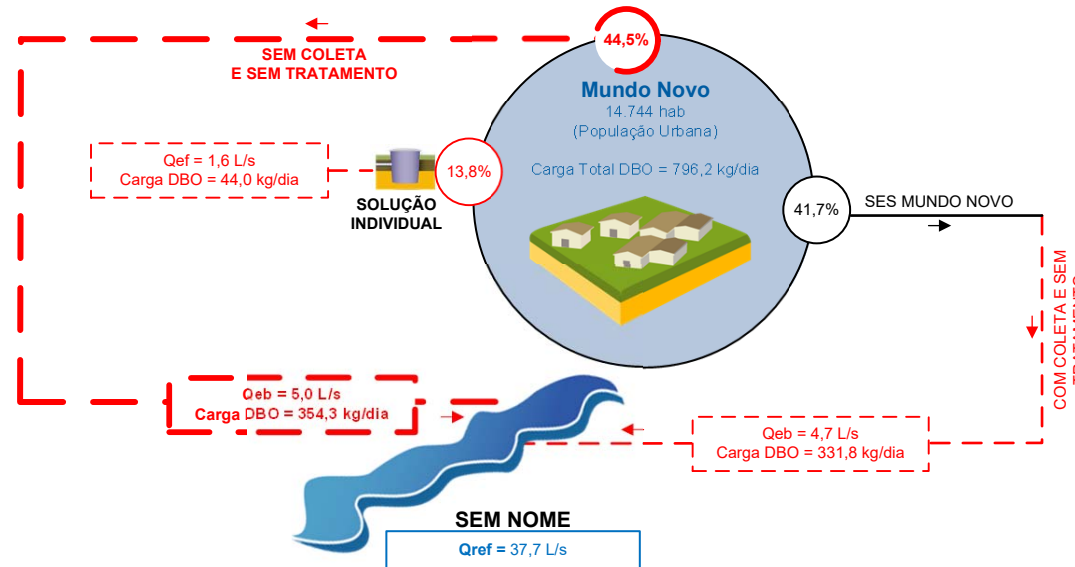 44,5%
SEM COLETA
E SEM TRATAMENTO
Mundo Novo
14.744 hab
(População Urbana)
Carga Total DBO = 796,2 kg/dia
Qef = 1,6 L/s
Carga DBO = 44,0 kg/dia
13,8%
SOLUÇÃO
INDIVIDUAL
41,7%
SES MUNDO NOVO
COM COLETA E SEM
TRATAMENTO
Qeb = 5,0 L/s
Carga DBO = 354,3 kg/dia
Qeb = 4,7 L/s
Carga DBO = 331,8 kg/dia
SEM NOME
Qref = 37,7 L/s